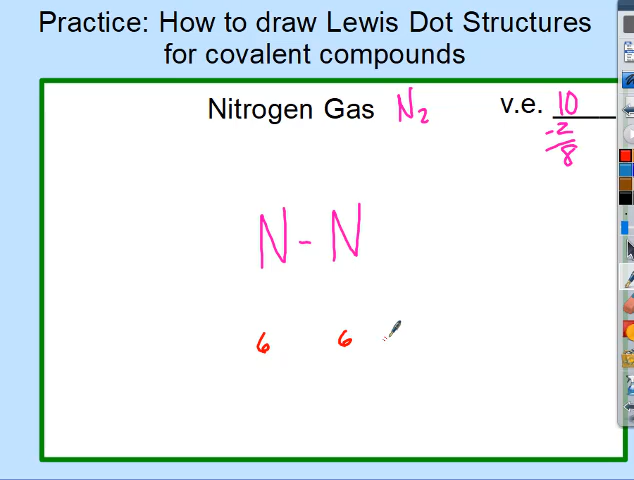 Practice: How to draw Lewis Dot Structures
for covalent compounds
Nitrogen Gas N2 v.e. 10
-2
8
N - N
6 6